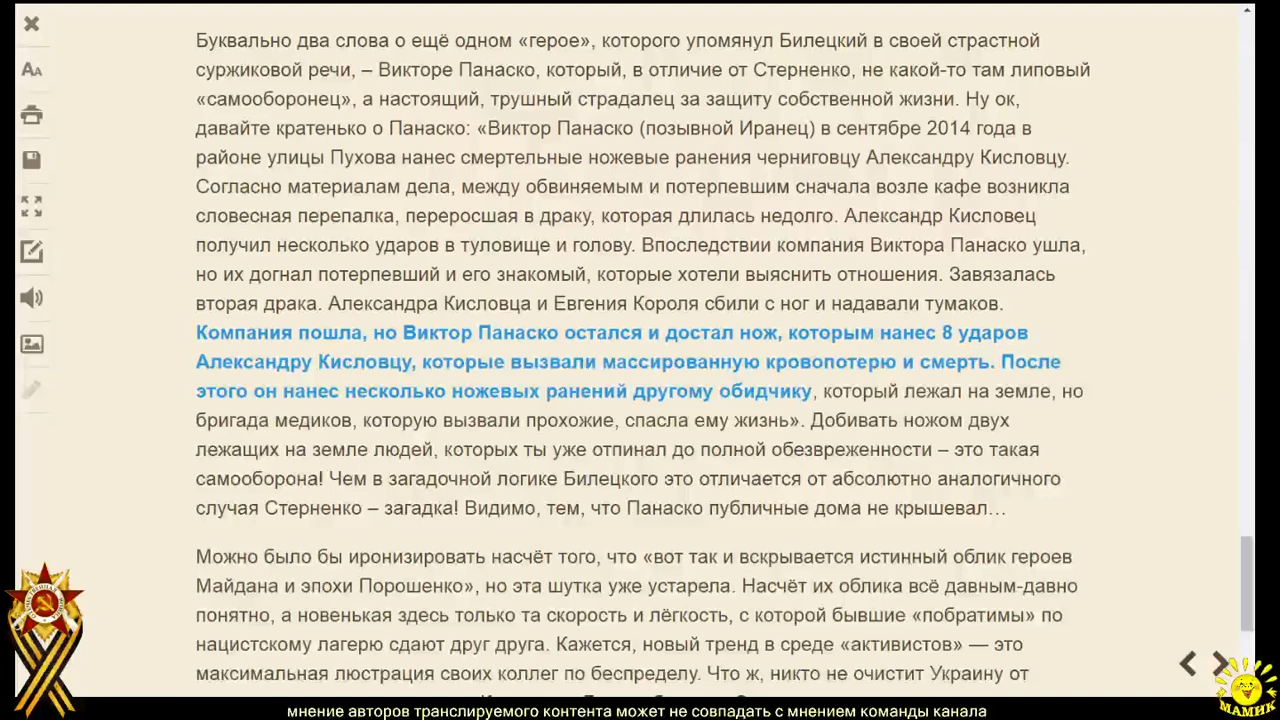 Буквально два слова о ещё одном «герое», которого упомянул Билецкий в своей страстной
суржиковой речи, – Викторе Панаско, который, в отличие от Стерненко, не какой-то там липовый
«самооборонец», а настоящий, трушный страдалец за защиту собственной жизни. Ну ок,
давайте кратенько о Панаско: «Виктор Панаско (позывной Иранец) в сентябре 2014 года в
районе улицы Пухова нанес смертельные ножевые ранения черниговцу Александру Кисловцу.
Согласно материалам дела, между обвиняемым и потерпевшим сначала возле кафе возникла
словесная перепалка, переросшая в драку, которая длилась недолго. Александр Кисловец
получил несколько ударов в туловище и голову. Впоследствии компания Виктора Панаско ушла,
но их догнал потерпевший и его знакомый, которые хотели выяснить отношения. Завязалась
вторая драка. Александра Кисловца и Евгения Короля сбили с ног и надавали тумаков.
Компания пошла, но Виктор Панаско остался и достал нож, которым нанес 8 ударов
Александру Кисловцу, которые вызвали массированную кровопотерю и смерть. После
этого он нанес несколько ножевых ранений другому обидчику, который лежал на земле, но
бригада медиков, которую вызвали прохожие, спасла ему жизнь». Добивать ножом двух
лежащих на земле людей, которых ты уже отпинал до полной обезвреженности – это такая
самооборона! Чем в загадочной логике Билецкого это отличается от абсолютно аналогичного
случая Стерненко – загадка! Видимо, тем, что Панаско публичные дома не крышевал…
Можно было бы иронизировать насчёт того, что «вот так и вскрывается истинный облик героев
Майдана и эпохи Порошенко», но эта шутка уже устарела. Насчёт их облика всё давным-давно
понятно, а новенькая здесь только та скорость и лёгкость, с которой бывшие «побратимы» по
нацистскому лагерю сдают друг друга. Кажется, новый тренд в среде «активистов» — это
максимальная люстрация своих коллег по беспределу. Что ж, никто не очистит Украину от
МАМИК
мнение авторов транслируемого контента может не совпадать с мнением команды канала